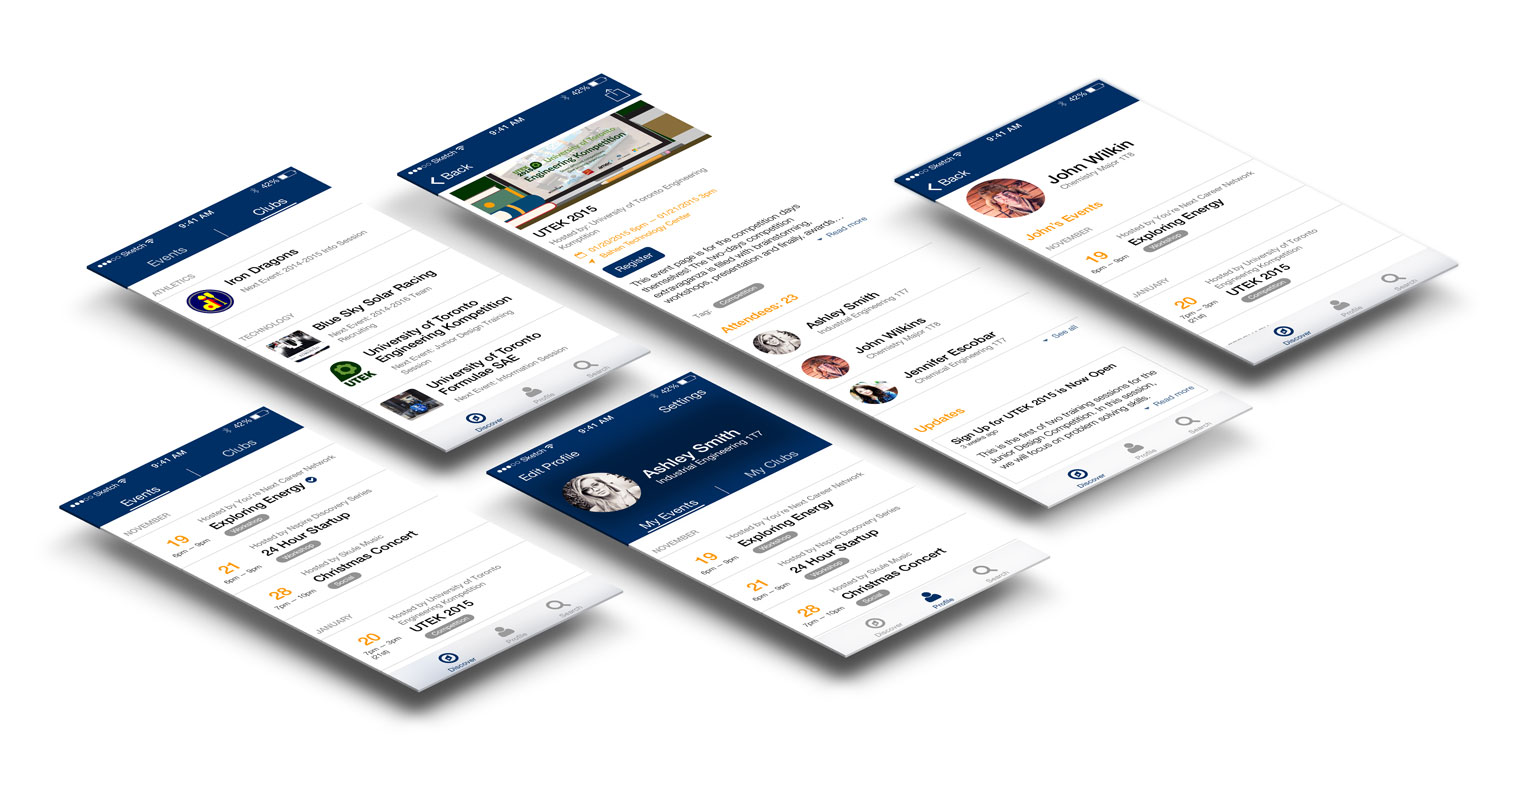 ●●●○○ Sketch 9:41 AM 42%
Events Clubs
ATHLETICS
Iron Dragons
Next Event: 2014-2015 Info Session
TECHNOLOGY
Blue Sky Solar Racing
Next Event: 2014-2015 Team
Recruiting
UTEK
University of Toronto
Engineering Kompetition
Next Event: Junior Design Training
Session
University of Toronto
Formulae SAE
Next Event: Information Session
Discover Profile Search
●●●○○ Sketch 9:41 AM 42%
Back
University of Toronto
Engineering Kompetition
UTEK 2015
Hosted by: University of Toronto Engineering
Kompetition
01/20/2015 6pm — 01/21/2015 3pm
Bahen Technology Center
Register
This event page is for the competition days
themselves! The two-days competition
extravaganza is filled with brainstorming,
workshops, presentation and finally, awards...
Read more
Tag: Competition
Attendees: 23
Ashley Smith
Industrial Engineering 1T7
John Wilkins
Chemistry Major 1T8
Jennifer Escobar
Chemical Engineering 1T7
See all
Updates
Sign Up for UTEK 2015 is Now Open
3 weeks ago
This is the first of two training sessions for the
Junior Design Competition. In this session,
we will focus on problem solving skills.
Read more
Discover Profile Search
●●●○○ Sketch 9:41 AM 42%
Back
John Wilkin
Chemistry Major 1T8
John's Events
NOVEMBER
19
6pm — 9pm
Hosted by You're Next Career Network
Exploring Energy
Workshop
JANUARY
20
7pm — 3pm
(21st)
Hosted by University of Toronto
Engineering Kompetition
UTEK 2015
Competition
Discover Profile Search
●●●○○ Sketch 9:41 AM 42%
Events Clubs
NOVEMBER
19
6pm — 9pm
Hosted by You're Next Career Network
Exploring Energy
Workshop
21
6pm — 9pm
Hosted by Nspire Discovery Series
24 Hour Startup
Workshop
28
7pm — 10pm
Hosted by Skule Music
Christmas Concert
Social
JANUARY
20
7pm — 3pm
(21st)
Hosted by University of Toronto
Engineering Kompetition
UTEK 2015
Competition
Discover Profile Search
●●●○○ Sketch 9:41 AM 42%
Edit Profile Settings
Ashley Smith
Industrial Engineering 1T7
My Events My Clubs
NOVEMBER
19
6pm — 9pm
Hosted by You're Next Career Network
Exploring Energy
Workshop
21
6pm — 9pm
Hosted by Nspire Discovery Series
24 Hour Startup
Workshop
28
7pm — 10pm
Hosted by Skule Music
Christmas Concert
Social
Discover Profile Search